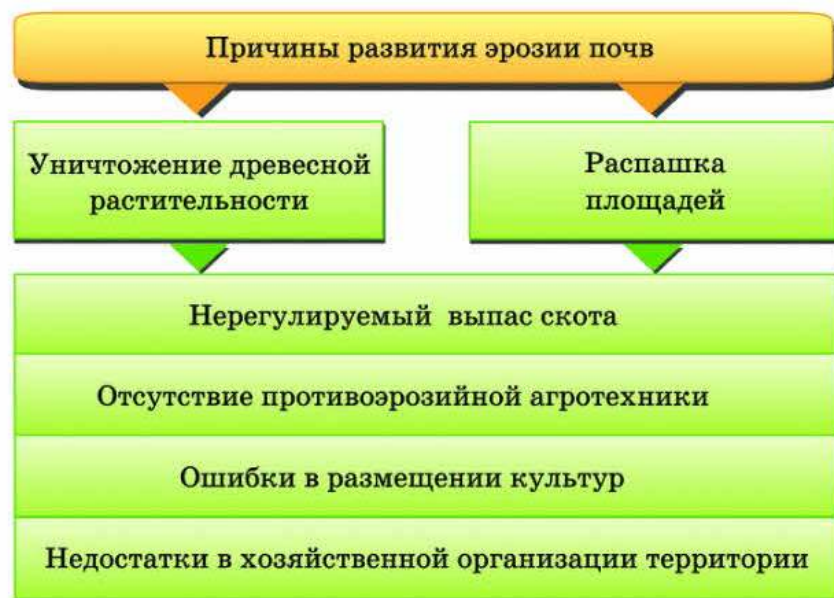 Причины развития эрозии почв
Уничтожение древесной
растительности
Распашка
площадей
Нерегулируемый выпас скота
Отсутствие противоэрозийной агротехники
Ошибки в размещении культур
Недостатки в хозяйственной организации территории